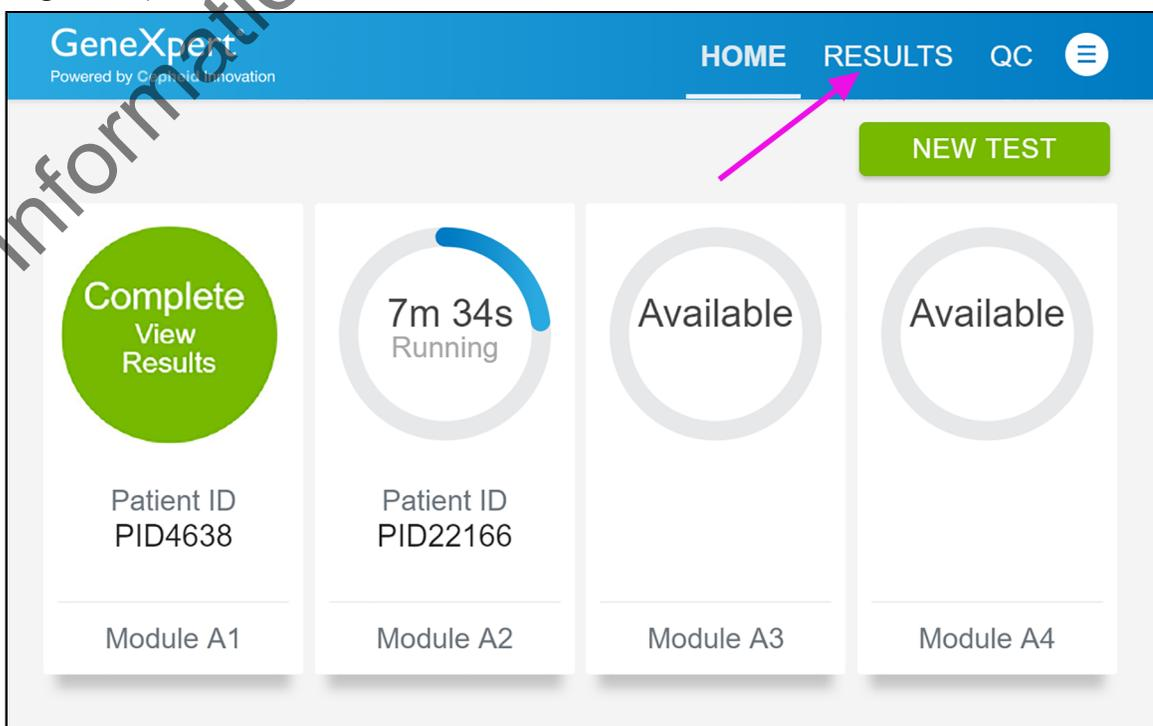 GeneXpert®
Powered by Cepheid Innovation
HOME RESULTS QC
NEW TEST
Complete
View
Results
Patient ID
PID4638
Module A1
7m 34s
Running
Patient ID
PID22166
Module A2
Available
Module A3
Available
Module A4